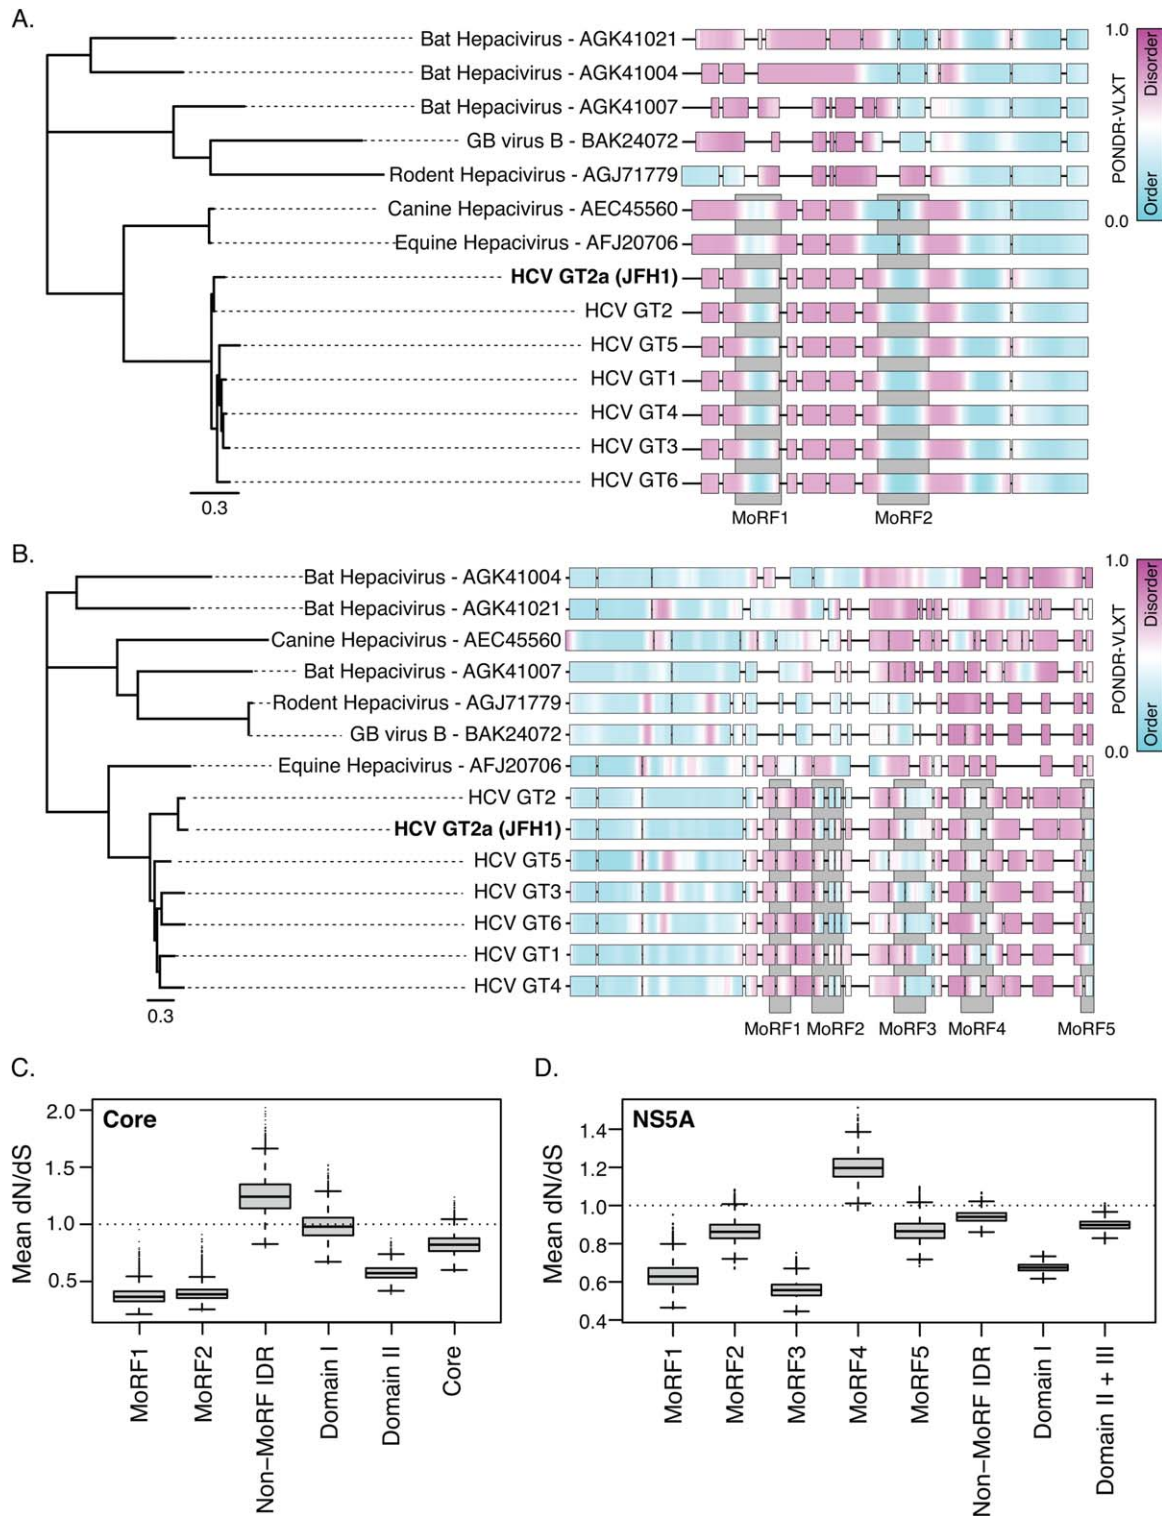 A.
Bat Hepacivirus - AGK41021
Bat Hepacivirus - AGK41004
Bat Hepacivirus - AGK41007
GB virus B - BAK24072
Rodent Hepacivirus - AGJ71779
Canine Hepacivirus - AEC45560
Equine Hepacivirus - AFJ20706
HCV GT2a (JFH1)
HCV GT2
HCV GT5
HCV GT1
HCV GT4
HCV GT3
HCV GT6
0.3
MoRF1 MoRF2
1.0
0.0
PONDR-VLXT
Order Disorder
B.
Bat Hepacivirus - AGK41004
Bat Hepacivirus - AGK41021
Canine Hepacivirus - AEC45560
Bat Hepacivirus - AGK41007
Rodent Hepacivirus - AGJ71779
GB virus B - BAK24072
Equine Hepacivirus - AFJ20706
HCV GT2
HCV GT2a (JFH1)
HCV GT5
HCV GT3
HCV GT6
HCV GT1
HCV GT4
0.3
MoRF1 MoRF2 MoRF3 MoRF4 MoRF5
1.0
0.0
PONDR-VLXT
Order Disorder
C.
Core
Mean dN/dS
2.0
1.5
1.0
0.5
MoRF1
MoRF2
Non-MoRF IDR
Domain I
Domain II
Core
D.
NS5A
Mean dN/dS
1.4
1.2
1.0
0.8
0.6
0.4
MoRF1
MoRF2
MoRF3
MoRF4
MoRF5
Non-MoRF IDR
Domain I
Domain II + III